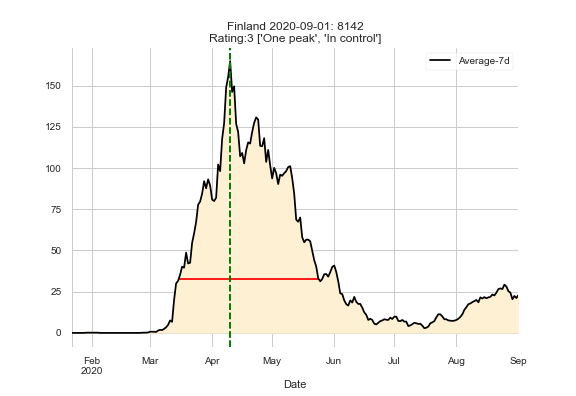 Finland 2020-09-01: 8142
Rating:3 ['One peak', 'In control']
Average-7d
150
125
100
75
50
25
0
Feb
2020
Mar
Apr
May
Jun
Jul
Aug
Sep
Date